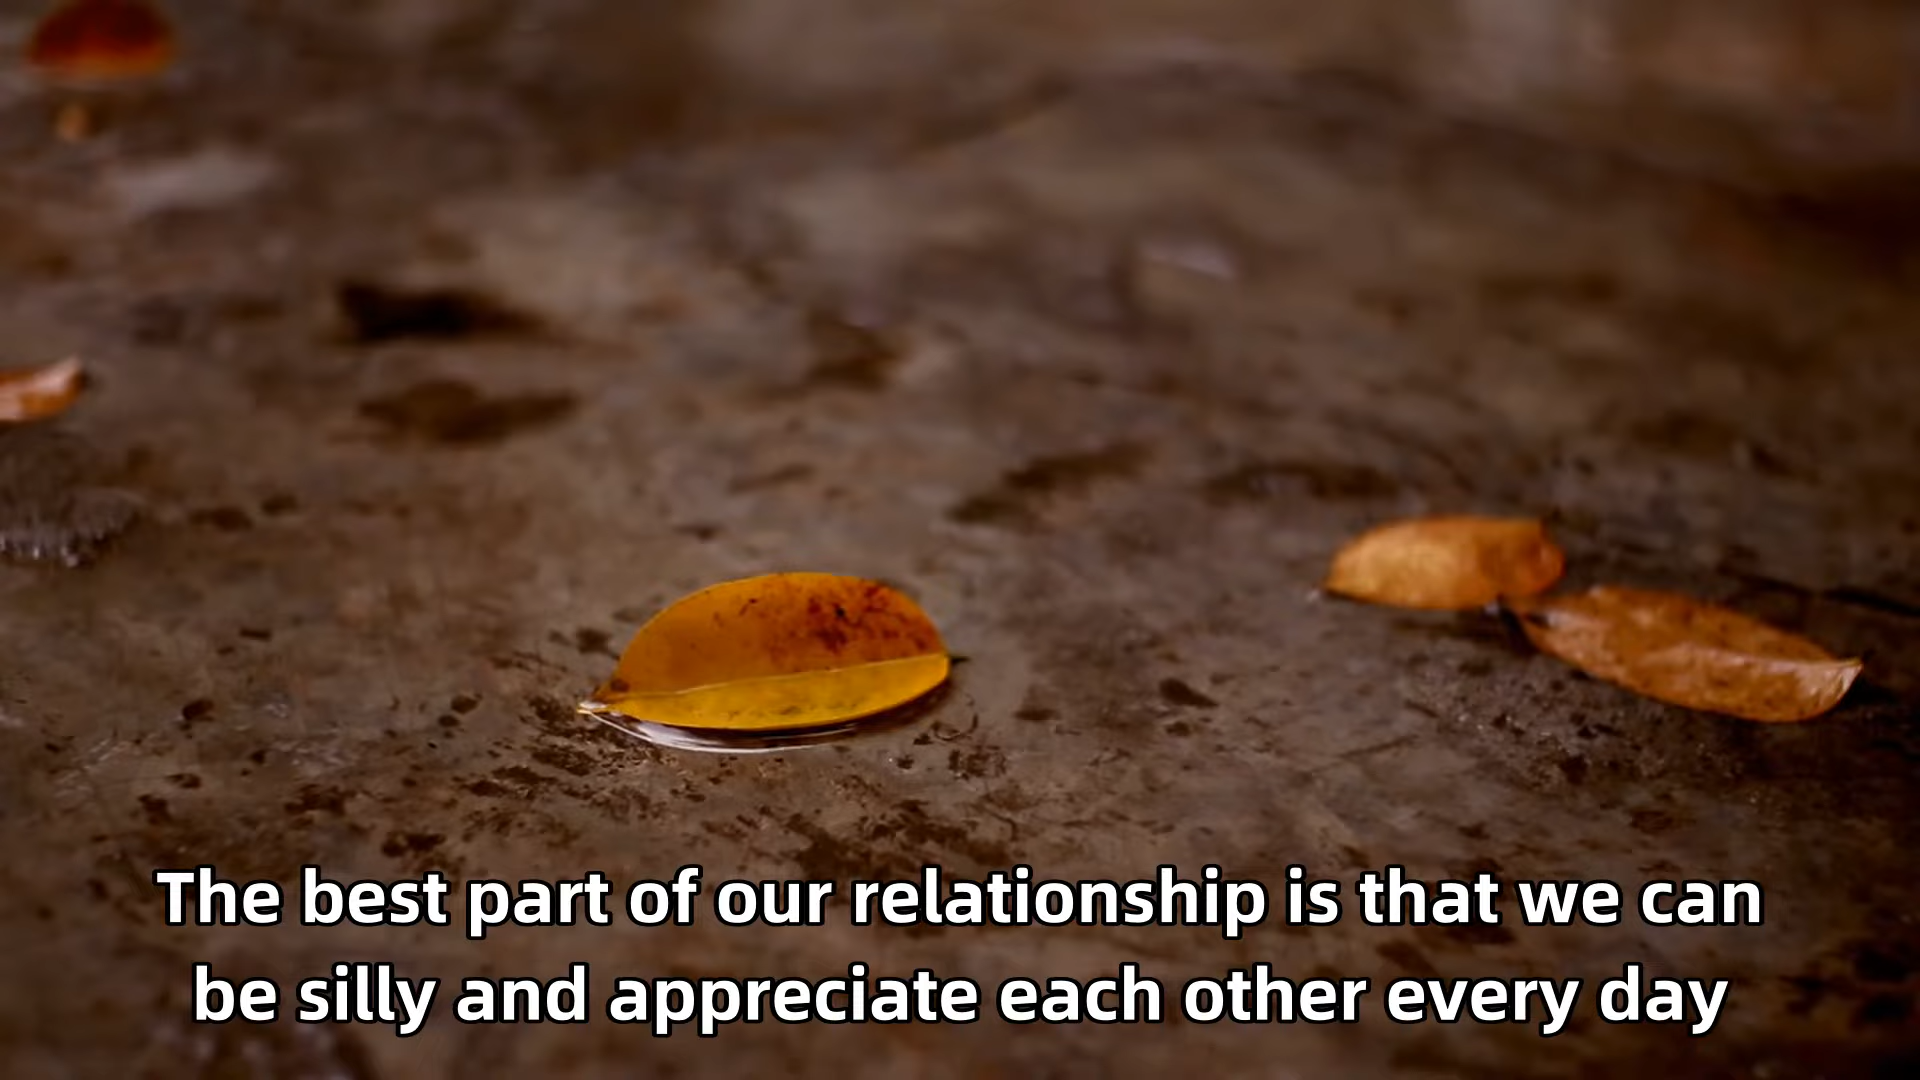 The best part of our relationship is that we can
be silly and appreciate each other every day